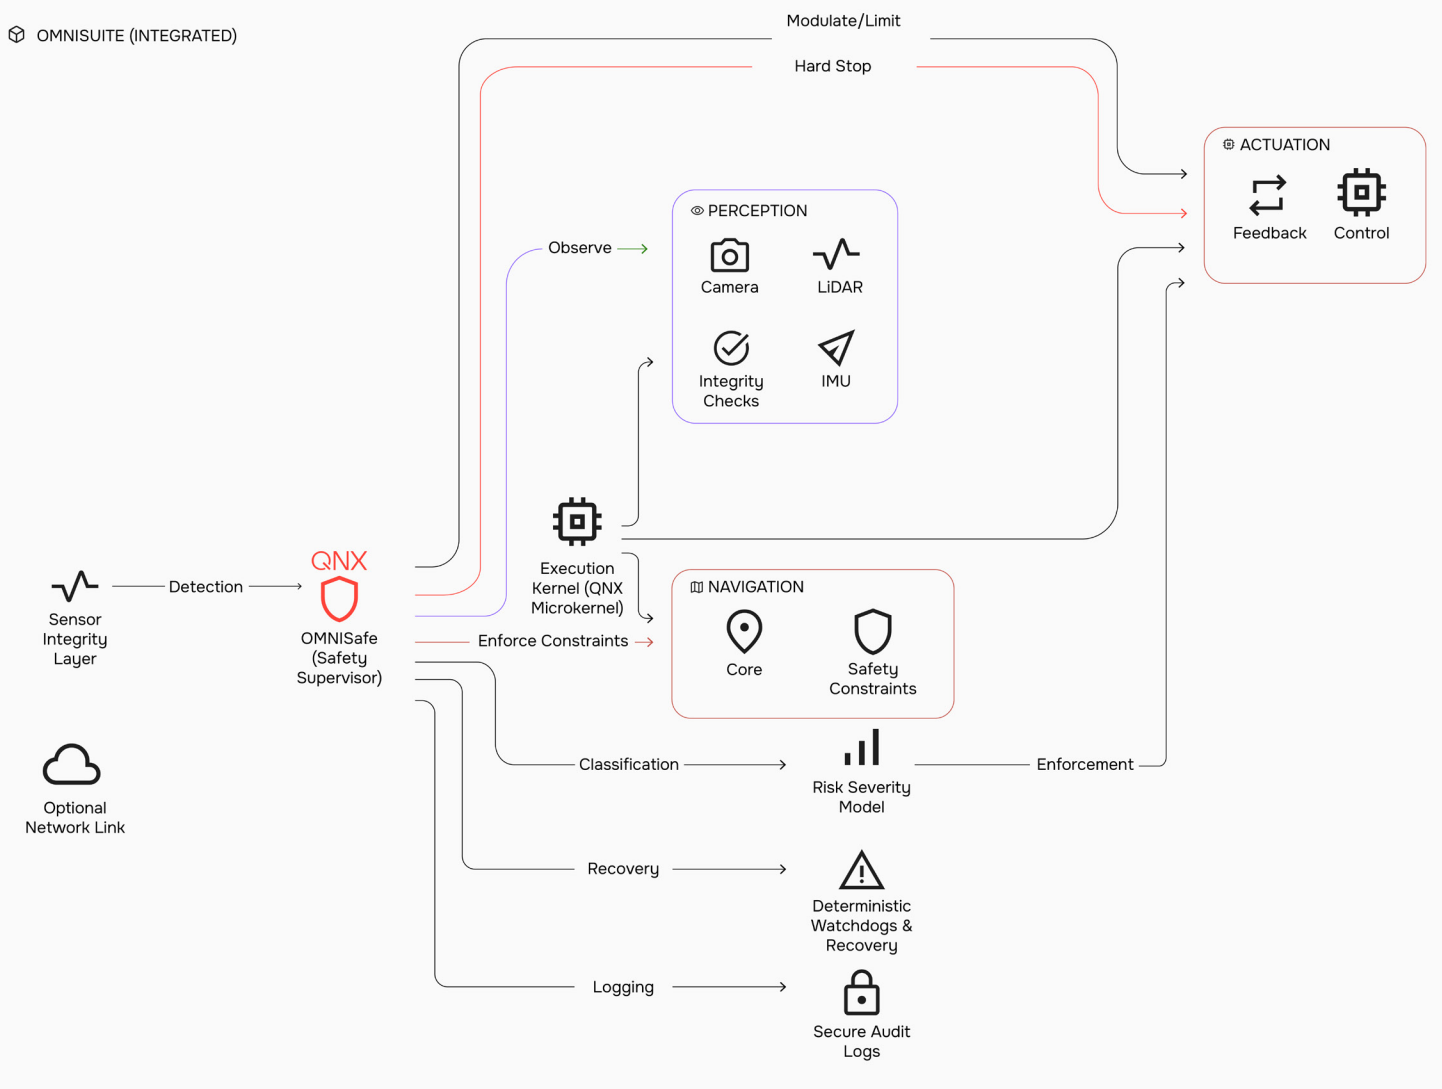 OMNISUITE (INTEGRATED)
Modulate/Limit
Hard Stop
ACTUATION
Feedback
Control
PERCEPTION
Observe
Camera
LiDAR
Integrity
Checks
IMU
Execution
Kernel (QNX
Microkernel)
QNX
Detection
Sensor
Integrity
Layer
OMNISafe
(Safety
Supervisor)
NAVIGATION
Enforce Constraints
Core
Safety
Constraints
Classification
Risk Severity
Model
Enforcement
Optional
Network Link
Recovery
Deterministic
Watchdogs &
Recovery
Logging
Secure Audit
Logs